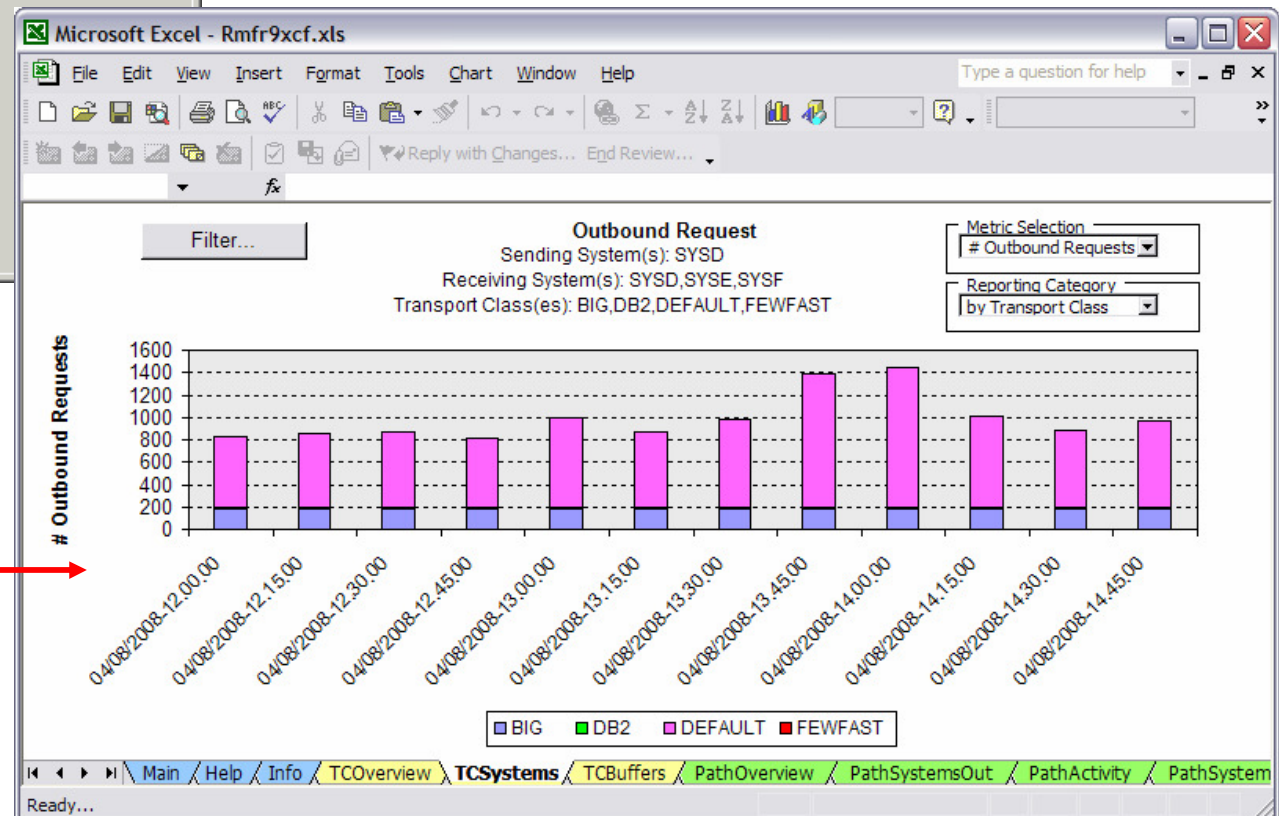 Microsoft Excel - Rmfr9xcf.xls
File Edit View Insert Format Tools Chart Window Help
Type a question for help
Reply with Changes... End Review...
fx
Filter...
Outbound Request
Sending System(s): SYSD
Receiving System(s): SYSD,SYSE,SYSF
Transport Class(es): BIG,DB2,DEFAULT,FEWFAST
Metric Selection
# Outbound Requests
Reporting Category
by Transport Class
# Outbound Requests
1600
1400
1200
1000
800
600
400
200
0
04/08/2008-12.00.00
04/08/2008-12.15.00
04/08/2008-12.30.00
04/08/2008-12.45.00
04/08/2008-13.00.00
04/08/2008-13.15.00
04/08/2008-13.30.00
04/08/2008-13.45.00
04/08/2008-14.00.00
04/08/2008-14.15.00
04/08/2008-14.30.00
04/08/2008-14.45.00
BIG DB2 DEFAULT FEWFAST
Main Help Info TCOverview TCSystems TCBuffers PathOverview PathSystemsOut PathActivity PathSystem
Ready...